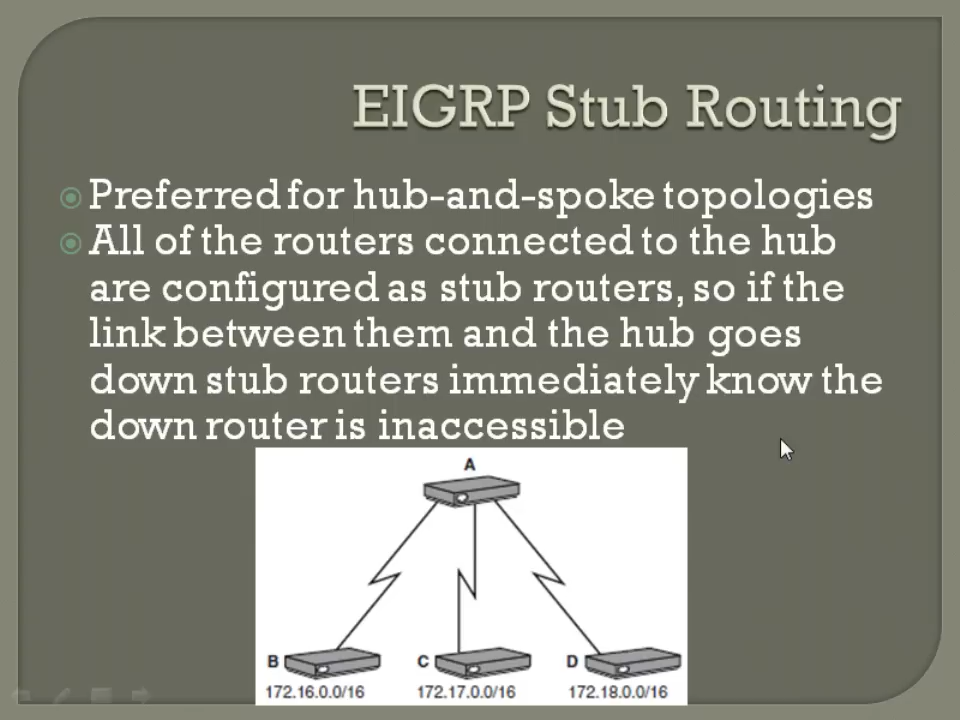 EIGRP Stub Routing
Preferred for hub-and-spoke topologies
All of the routers connected to the hub
are configured as stub routers, so if the
link between them and the hub goes
down stub routers immediately know the
down router is inaccessible
A
B
C
D
172.16.0.0/16
172.17.0.0/16
172.18.0.0/16